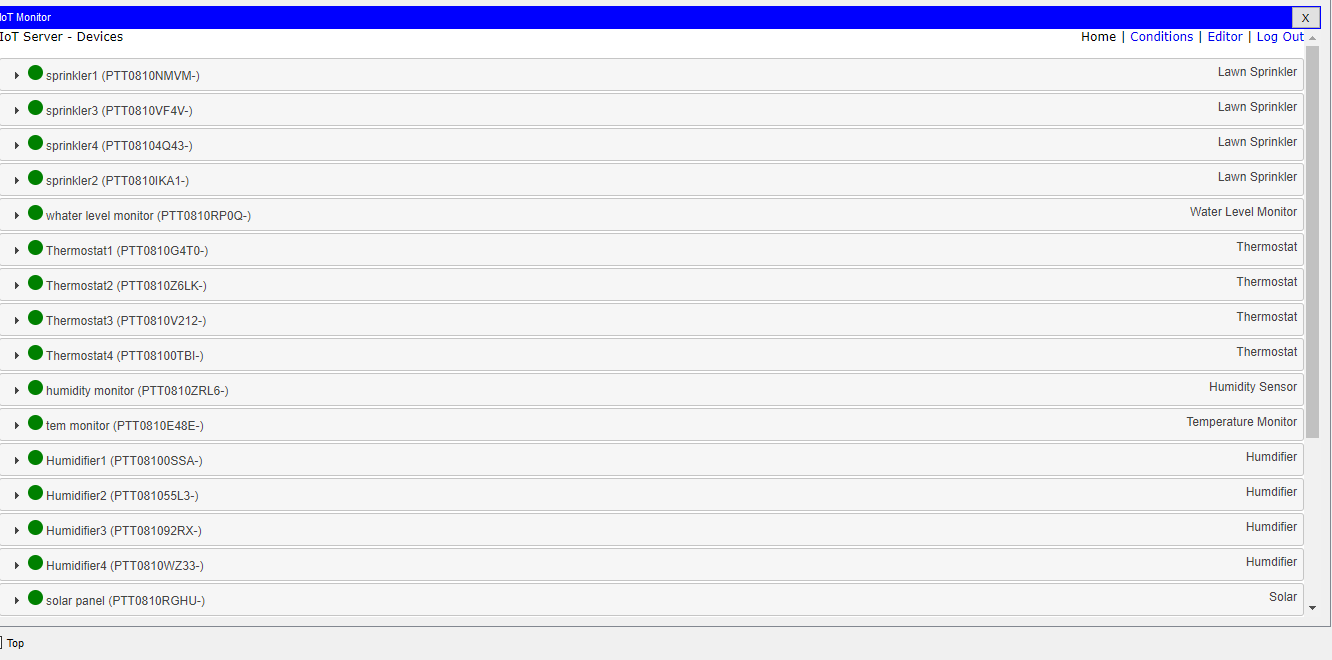 IoT Monitor
X
IoT Server - Devices
Home | Conditions | Editor | Log Out
sprinkler1 (PTT0810NMVM-) Lawn Sprinkler
sprinkler3 (PTT0810VF4V-) Lawn Sprinkler
sprinkler4 (PTT08104Q43-) Lawn Sprinkler
sprinkler2 (PTT0810IKA1-) Lawn Sprinkler
whater level monitor (PTT0810RP0Q-) Water Level Monitor
Thermostat1 (PTT0810G4T0-) Thermostat
Thermostat2 (PTT0810Z6LK-) Thermostat
Thermostat3 (PTT0810V212-) Thermostat
Thermostat4 (PTT08100TBI-) Thermostat
humidity monitor (PTT0810ZRL6-) Humidity Sensor
tem monitor (PTT0810E48E-) Temperature Monitor
Humidifier1 (PTT08100SSA-) Humdifier
Humidifier2 (PTT081055L3-) Humdifier
Humidifier3 (PTT081092RX-) Humdifier
Humidifier4 (PTT0810WZ33-) Humdifier
solar panel (PTT0810RGHU-) Solar
Top